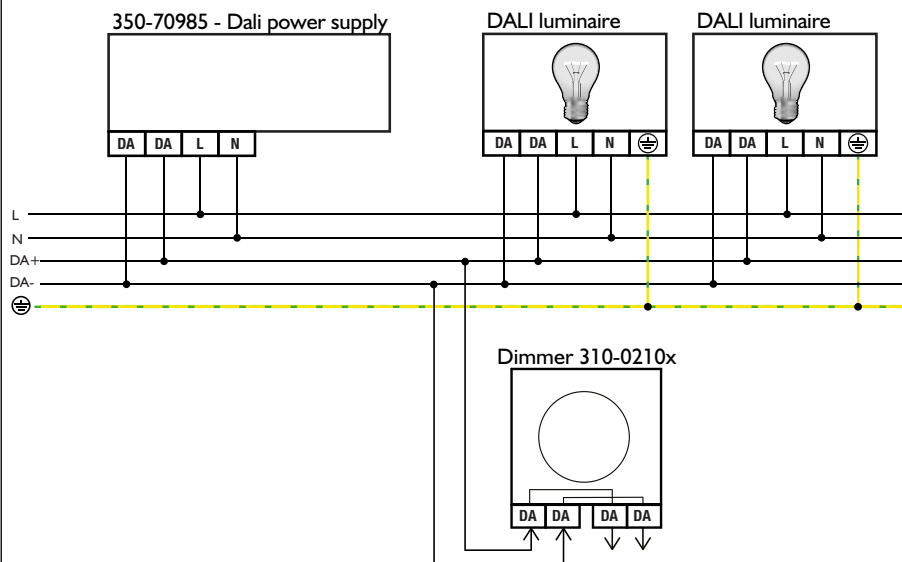 350-70985 - Dali power supply
DALI luminaire
DALI luminaire
DA DA L N
DA DA L N
DA DA L N
L
N
DA+
DA-
Dimmer 310-0210x
DA DA DA DA